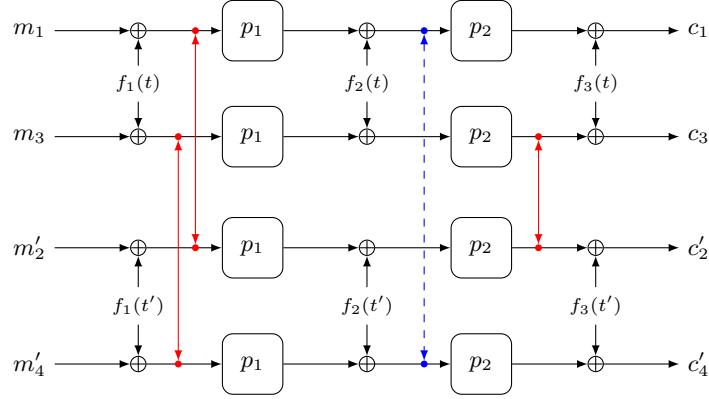 m₁ p₁ p₂ c₁
f₁(t) f₂(t) f₃(t)
m₃ p₁ p₂ c₃
m′₂ p₁ p₂ c′₂
f₁(t′) f₂(t′) f₃(t′)
m′₄ p₁ p₂ c′₄